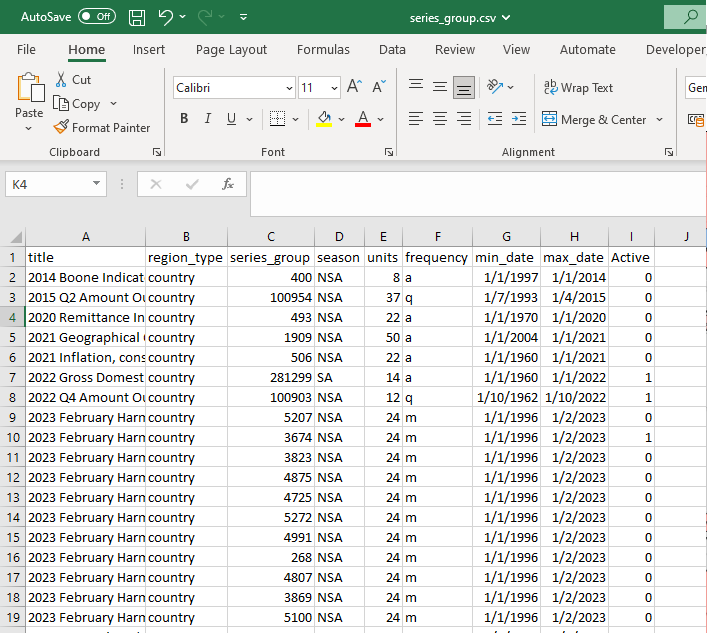 AutoSave Off series_group.csv
File Home Insert Page Layout Formulas Data Review View Automate Developer
Cut
Calibri 11 Wrap Text
Paste Copy
Format Painter B I U A Merge & Center
Clipboard Font Alignment
K4 fx
A B C D E F G H I J
1 title region_type series_group season units frequency min_date max_date Active
2 2014 Boone Indicat country 400 NSA 8 a 1/1/1997 1/1/2014 0
3 2015 Q2 Amount Ou country 100954 NSA 37 q 1/7/1993 1/4/2015 0
4 2020 Remittance In country 493 NSA 22 a 1/1/1970 1/1/2020 0
5 2021 Geographical country 1909 NSA 50 a 1/1/2004 1/1/2021 0
6 2021 Inflation, cons country 506 NSA 22 a 1/1/1960 1/1/2021 0
7 2022 Gross Domest country 281299 SA 14 a 1/1/1960 1/1/2022 1
8 2022 Q4 Amount Ou country 100903 NSA 12 q 1/10/1962 1/10/2022 1
9 2023 February Harm country 5207 NSA 24 m 1/1/1996 1/2/2023 0
10 2023 February Harm country 3674 NSA 24 m 1/1/1996 1/2/2023 1
11 2023 February Harm country 3823 NSA 24 m 1/1/1996 1/2/2023 0
12 2023 February Harm country 4875 NSA 24 m 1/1/1996 1/2/2023 0
13 2023 February Harm country 4725 NSA 24 m 1/1/1996 1/2/2023 0
14 2023 February Harm country 5272 NSA 24 m 1/1/1996 1/2/2023 0
15 2023 February Harm country 4991 NSA 24 m 1/1/1996 1/2/2023 0
16 2023 February Harm country 268 NSA 24 m 1/1/1996 1/2/2023 0
17 2023 February Harm country 4807 NSA 24 m 1/1/1996 1/2/2023 0
18 2023 February Harm country 3869 NSA 24 m 1/1/1996 1/2/2023 0
19 2023 February Harm country 5100 NSA 24 m 1/1/1996 1/2/2023 0